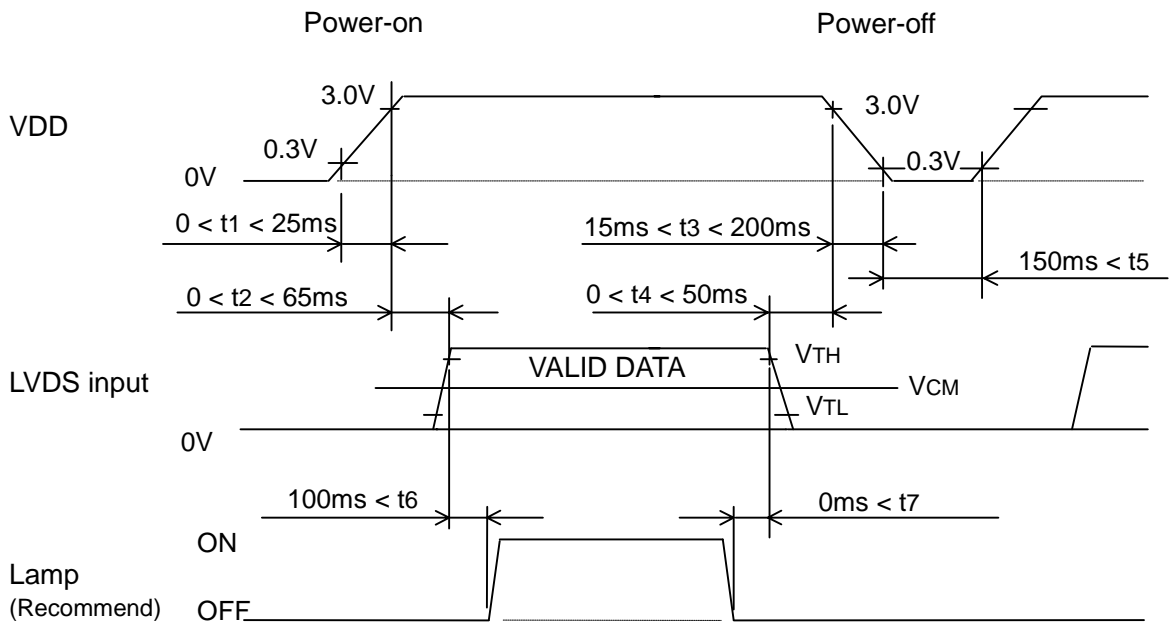 Power-on
Power-off
VDD
3.0V
3.0V
0.3V
0.3V
0V
0 < t1 < 25ms
15ms < t3 < 200ms
150ms < t5
0 < t2 < 65ms
0 < t4 < 50ms
LVDS input
VALID DATA
VTH
VCM
VTL
0V
100ms < t6
0ms < t7
ON
Lamp
(Recommend)
OFF